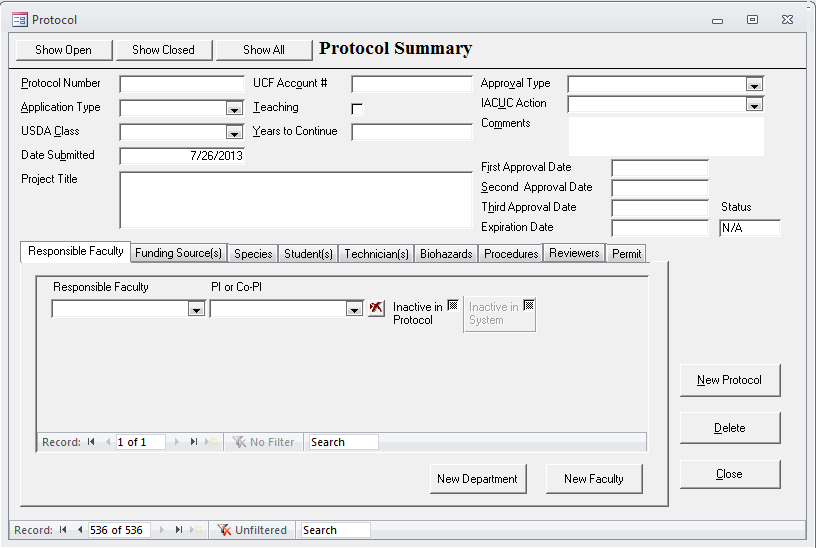 Protocol
Show Open Show Closed Show All Protocol Summary
Protocol Number UCF Account # Approval Type
Application Type Teaching IACUC Action
USDA Class Years to Continue Comments
Date Submitted 7/26/2013
Project Title First Approval Date
Second Approval Date
Third Approval Date Status
Expiration Date N/A
Responsible Faculty Funding Source(s) Species Student(s) Technician(s) Biohazards Procedures Reviewers Permit
Responsible Faculty PI or Co-PI
Inactive in Protocol Inactive in System
New Protocol
Delete
Record: 1 of 1 No Filter Search
New Department New Faculty Close
Record: 536 of 536 Unfiltered Search